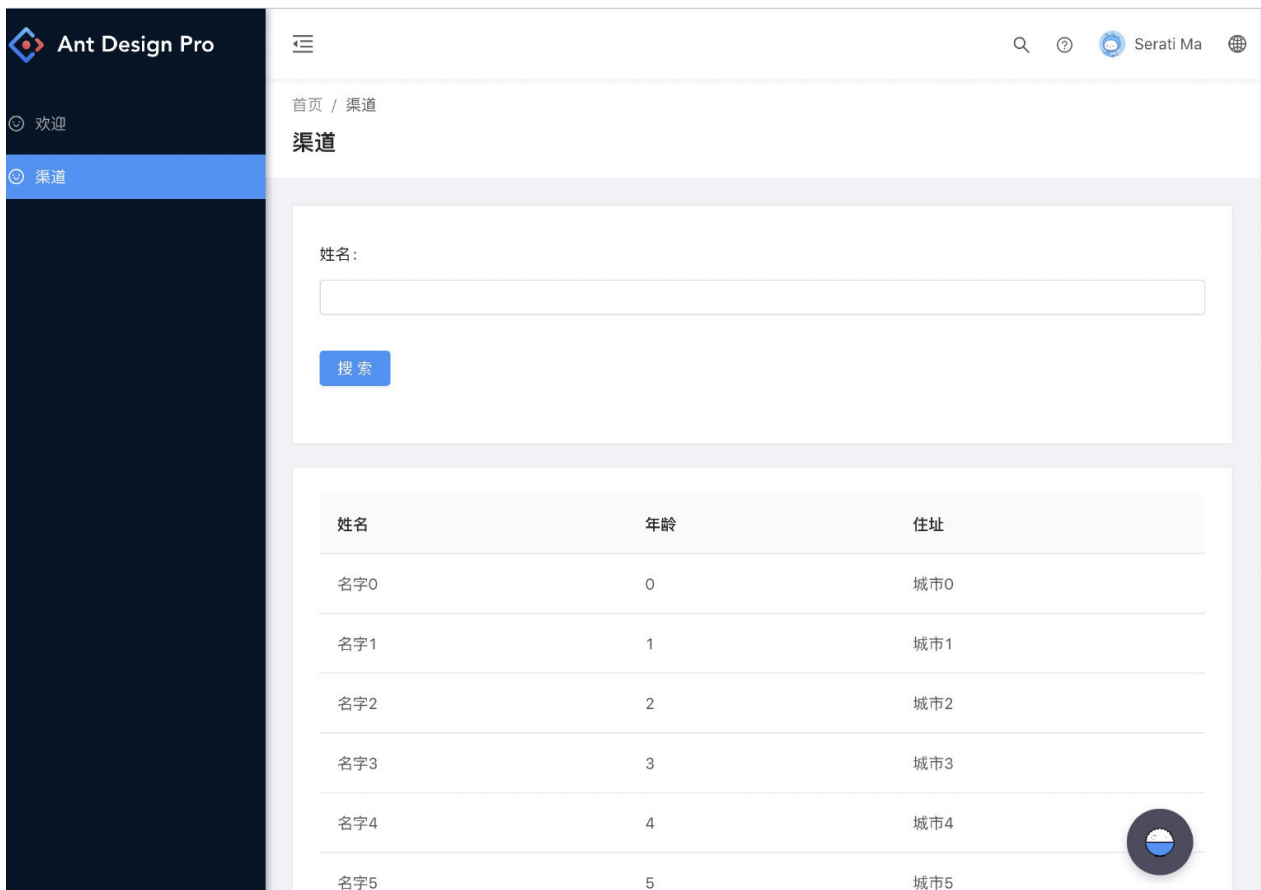 Ant Design Pro
Serati Ma
欢迎
渠道
首页 / 渠道
渠道
姓名:
搜 索
姓名 年龄 住址
名字0 0 城市0
名字1 1 城市1
名字2 2 城市2
名字3 3 城市3
名字4 4 城市4
名字5 5 城市5